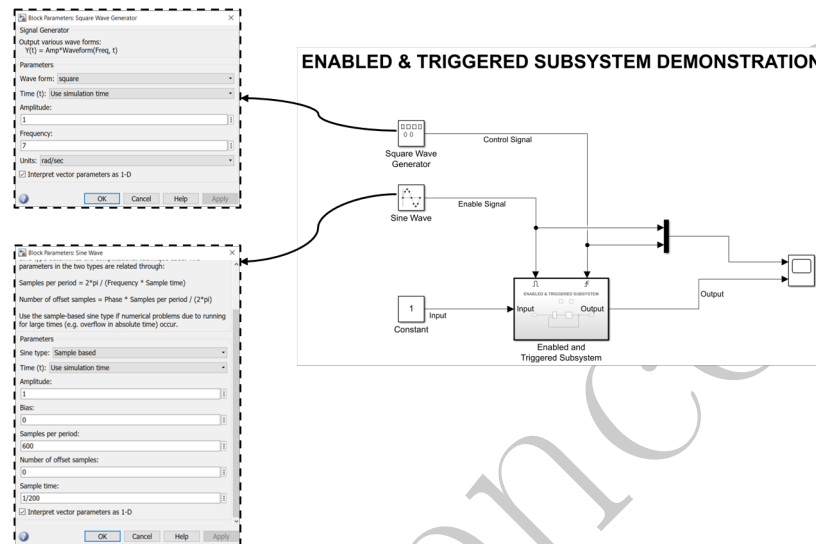 Block Parameters: Square Wave Generator
Signal Generator
Output various wave forms:
Y(t) = Amp*Waveform(Freq, t)
Parameters
Wave form: square
Time (t): Use simulation time
Amplitude:
1
Frequency:
7
Units: rad/sec
Interpret vector parameters as 1-D
OK Cancel Help Apply
Block Parameters: Sine Wave
parameters in the two types are related through:
Samples per period = 2*pi / (Frequency * Sample time)
Number of offset samples = Phase * Samples per period / (2*pi)
Use the sample-based sine type if numerical problems due to running
for large times (e.g. overflow in absolute time) occur.
Parameters
Sine type: Sample based
Time (t): Use simulation time
Amplitude:
1
Bias:
0
Samples per period:
600
Number of offset samples:
0
Sample time:
1/200
Interpret vector parameters as 1-D
OK Cancel Help Apply
ENABLED & TRIGGERED SUBSYSTEM DEMONSTRATION
Square Wave
Generator
Control Signal
Sine Wave
Enable Signal
1
Constant
Input
ENABLED & TRIGGERED SUBSYSTEM
Input
Output
Enabled and
Triggered Subsystem
Output